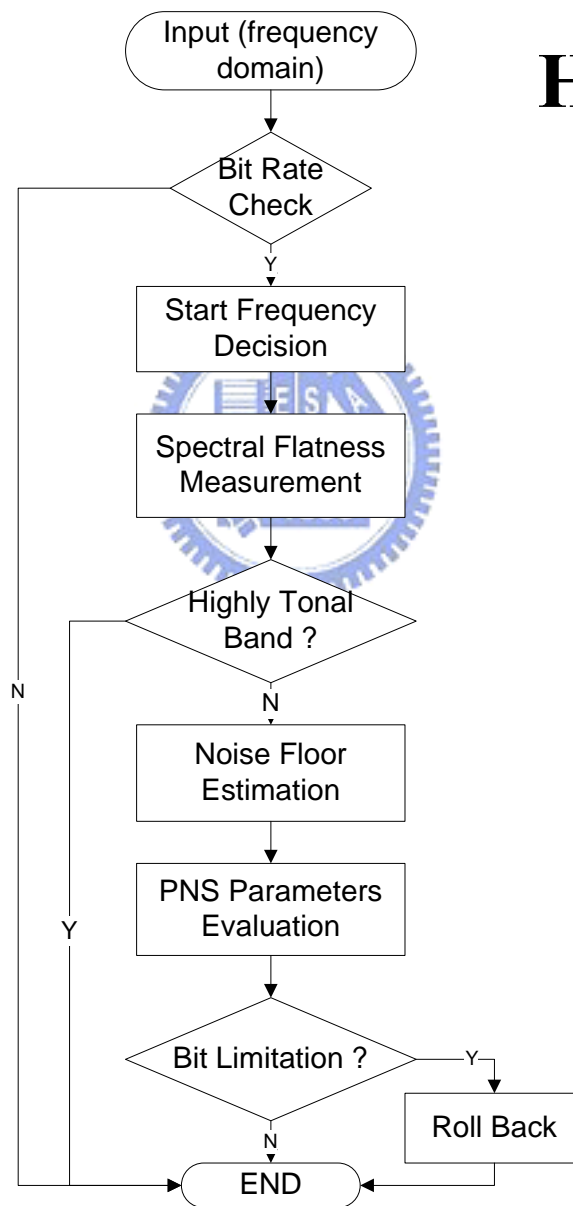 Input (frequency
domain)
H
Bit Rate
Check
Y
Start Frequency
Decision
E S A
Spectral Flatness
Measurement
Highly Tonal
Band ?
N
N
Noise Floor
Estimation
PNS Parameters
Evaluation
Y
Bit Limitation ?
Y
Roll Back
N
END